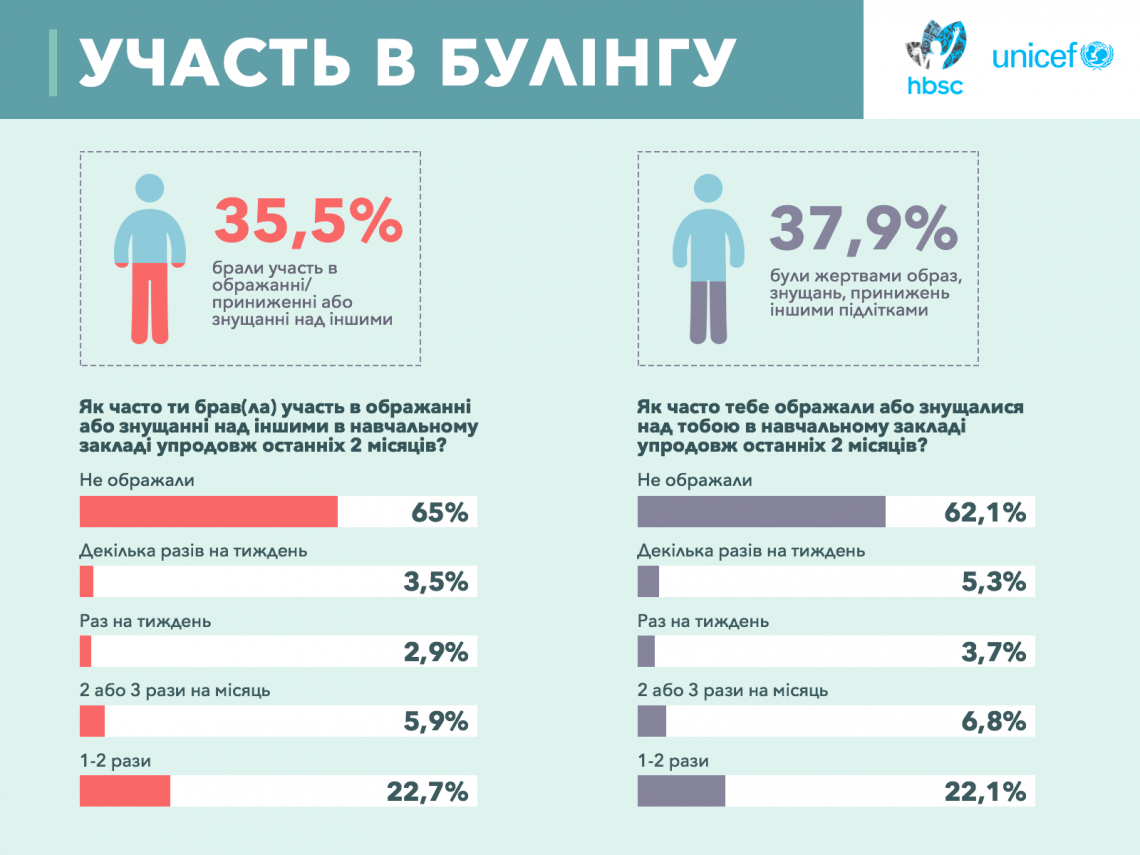 УЧАСТЬ В БУЛІНГУ
hbsc
unicef
35,5%
брали участь в
ображанні/
приниженні або
знущанні над іншими
37,9%
були жертвами образ,
знущань, принижень
іншими підлітками
Як часто ти брав(ла) участь в ображанні
або знущанні над іншими в навчальному
закладі упродовж останніх 2 місяців?
Не ображали
65%
Декілька разів на тиждень
3,5%
Раз на тиждень
2,9%
2 або 3 рази на місяць
5,9%
1-2 рази
22,7%
Як часто тебе ображали або знущалися
над тобою в навчальному закладі
упродовж останніх 2 місяців?
Не ображали
62,1%
Декілька разів на тиждень
5,3%
Раз на тиждень
3,7%
2 або 3 рази на місяць
6,8%
1-2 рази
22,1%